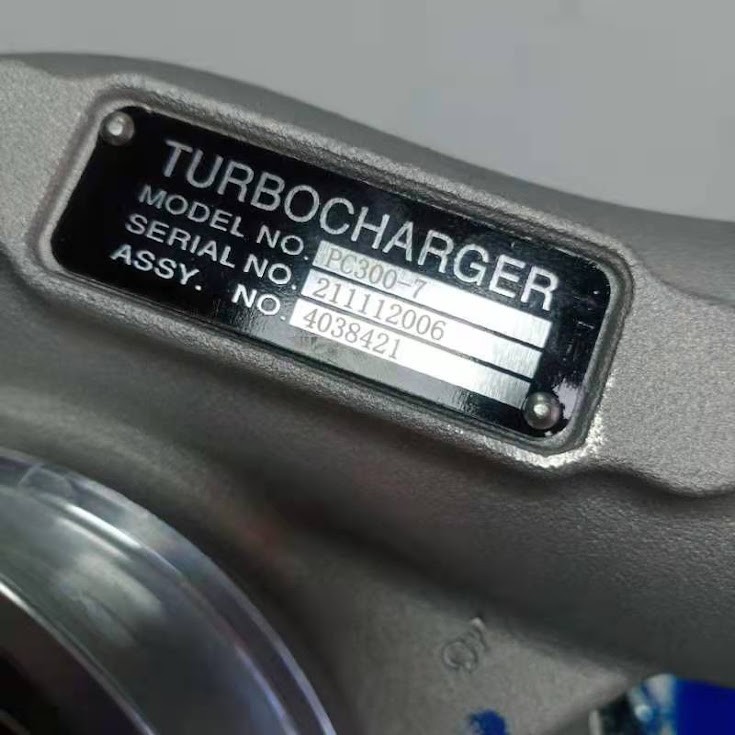 TURBOCHARGER
MODEL NO. PC300-7
SERIAL NO. 211112006
ASSY. NO. 4038421